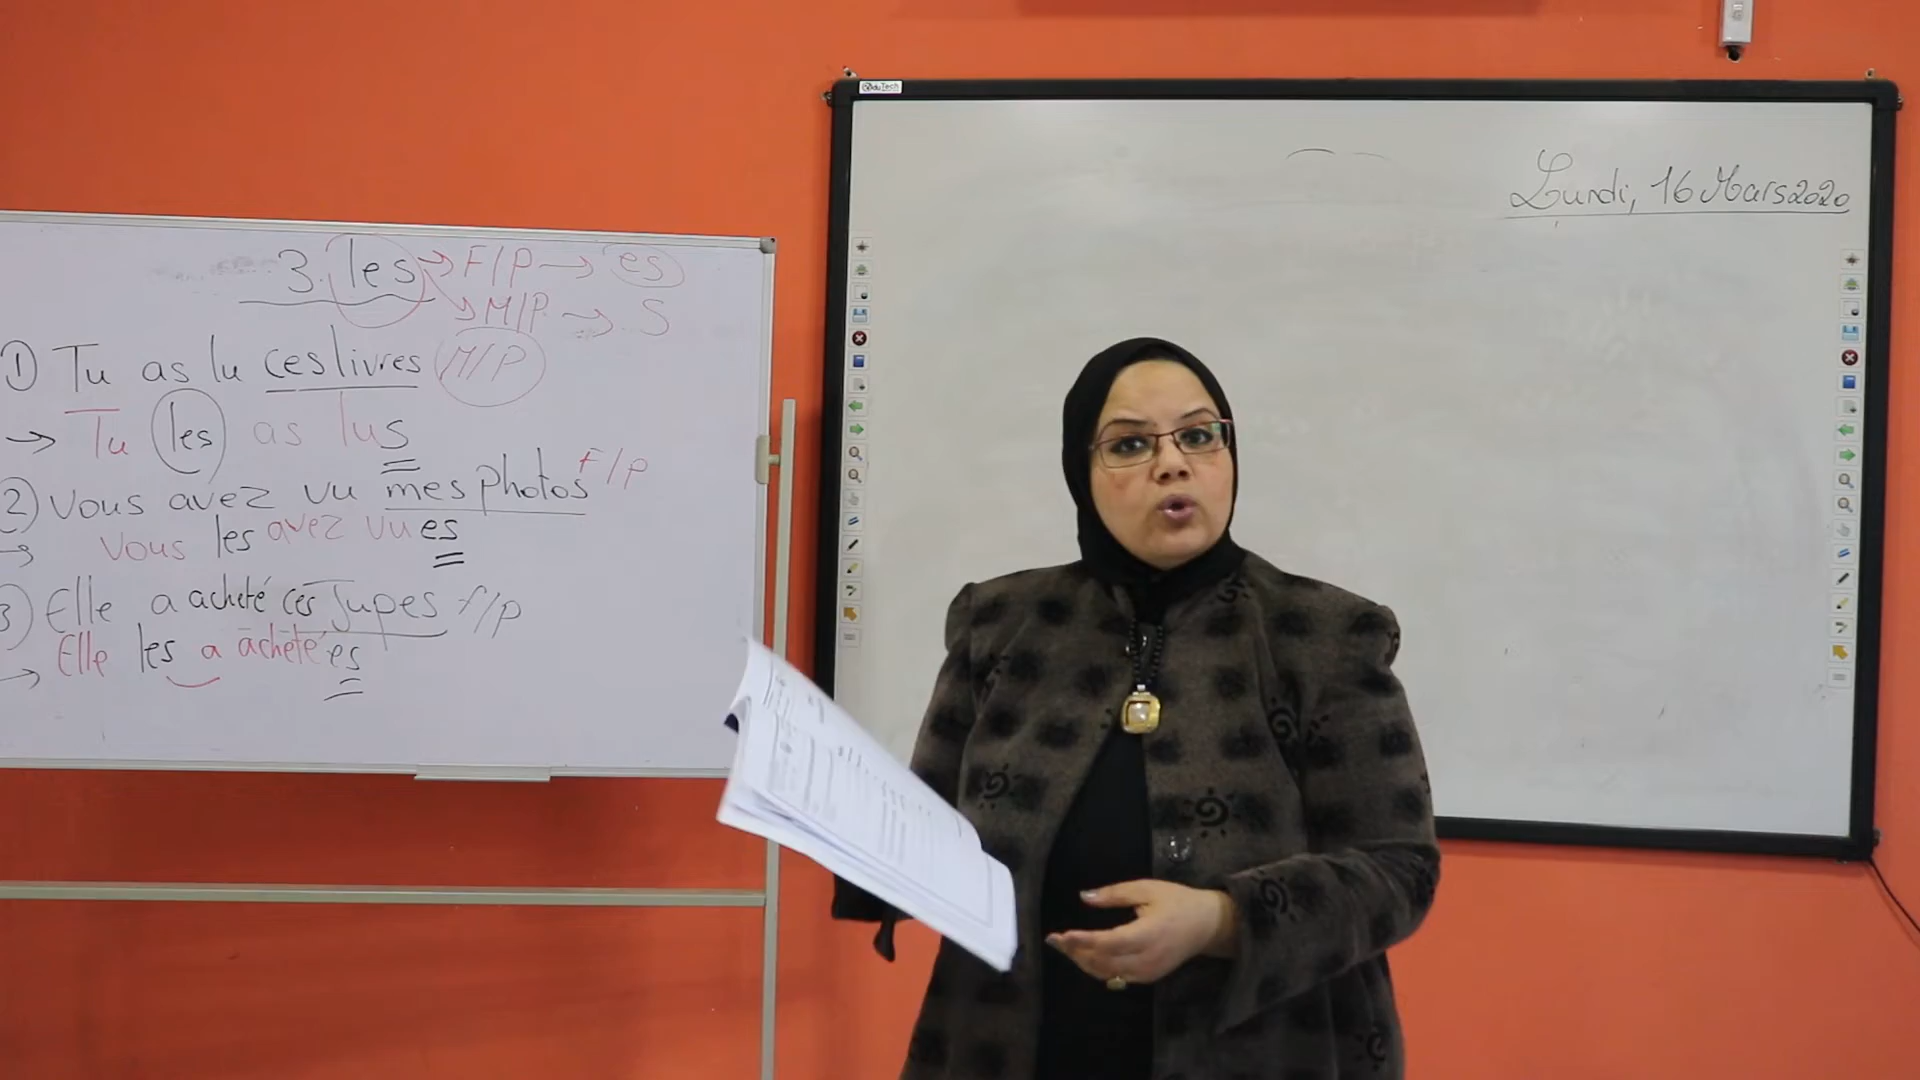 3. les → F/P → es
→ M/P → S
① Tu as lu ces livres M/P
→ Tu les as lus
② Vous avez vu mes photos F/P
→ Vous les avez vues
3) Elle a acheté ces Jupes f/p
→ Elle les a achetées
EduTech
Lundi, 16 Mars 2020